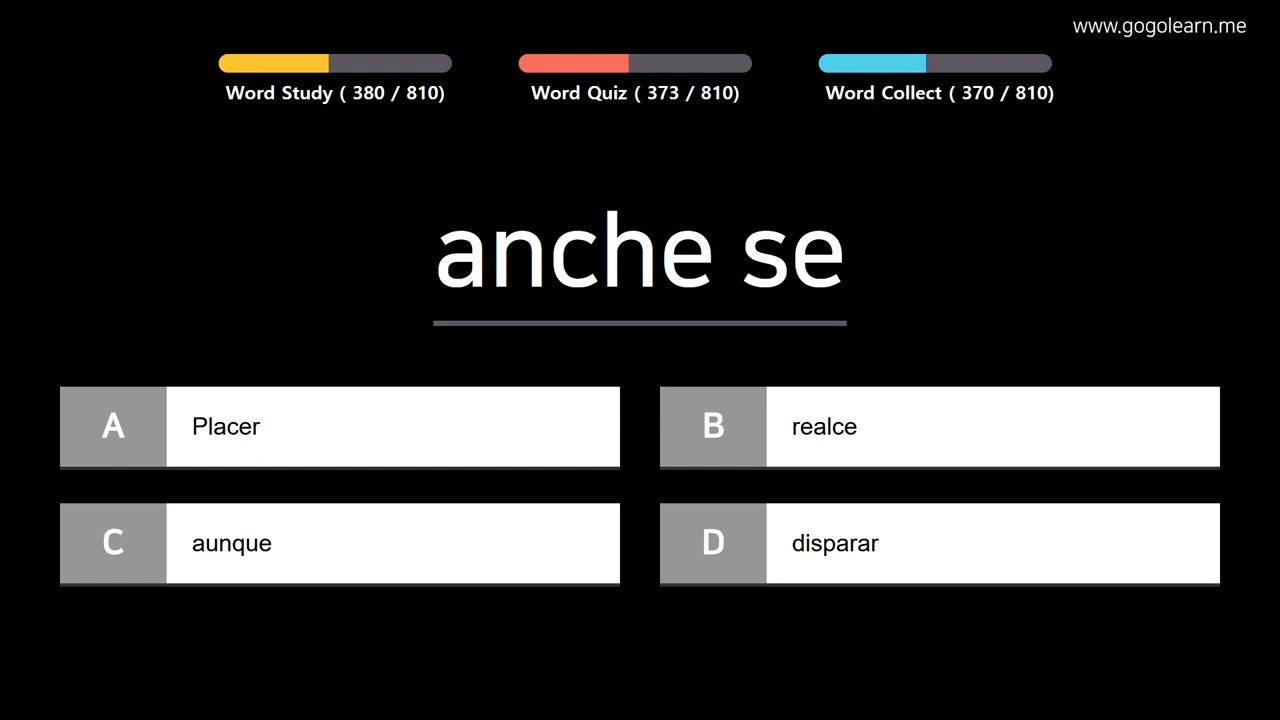 www.gogolearn.me
Word Study ( 380 / 810)
Word Quiz ( 373 / 810)
Word Collect ( 370 / 810)
anche se
A Placer
B realce
C aunque
D disparar